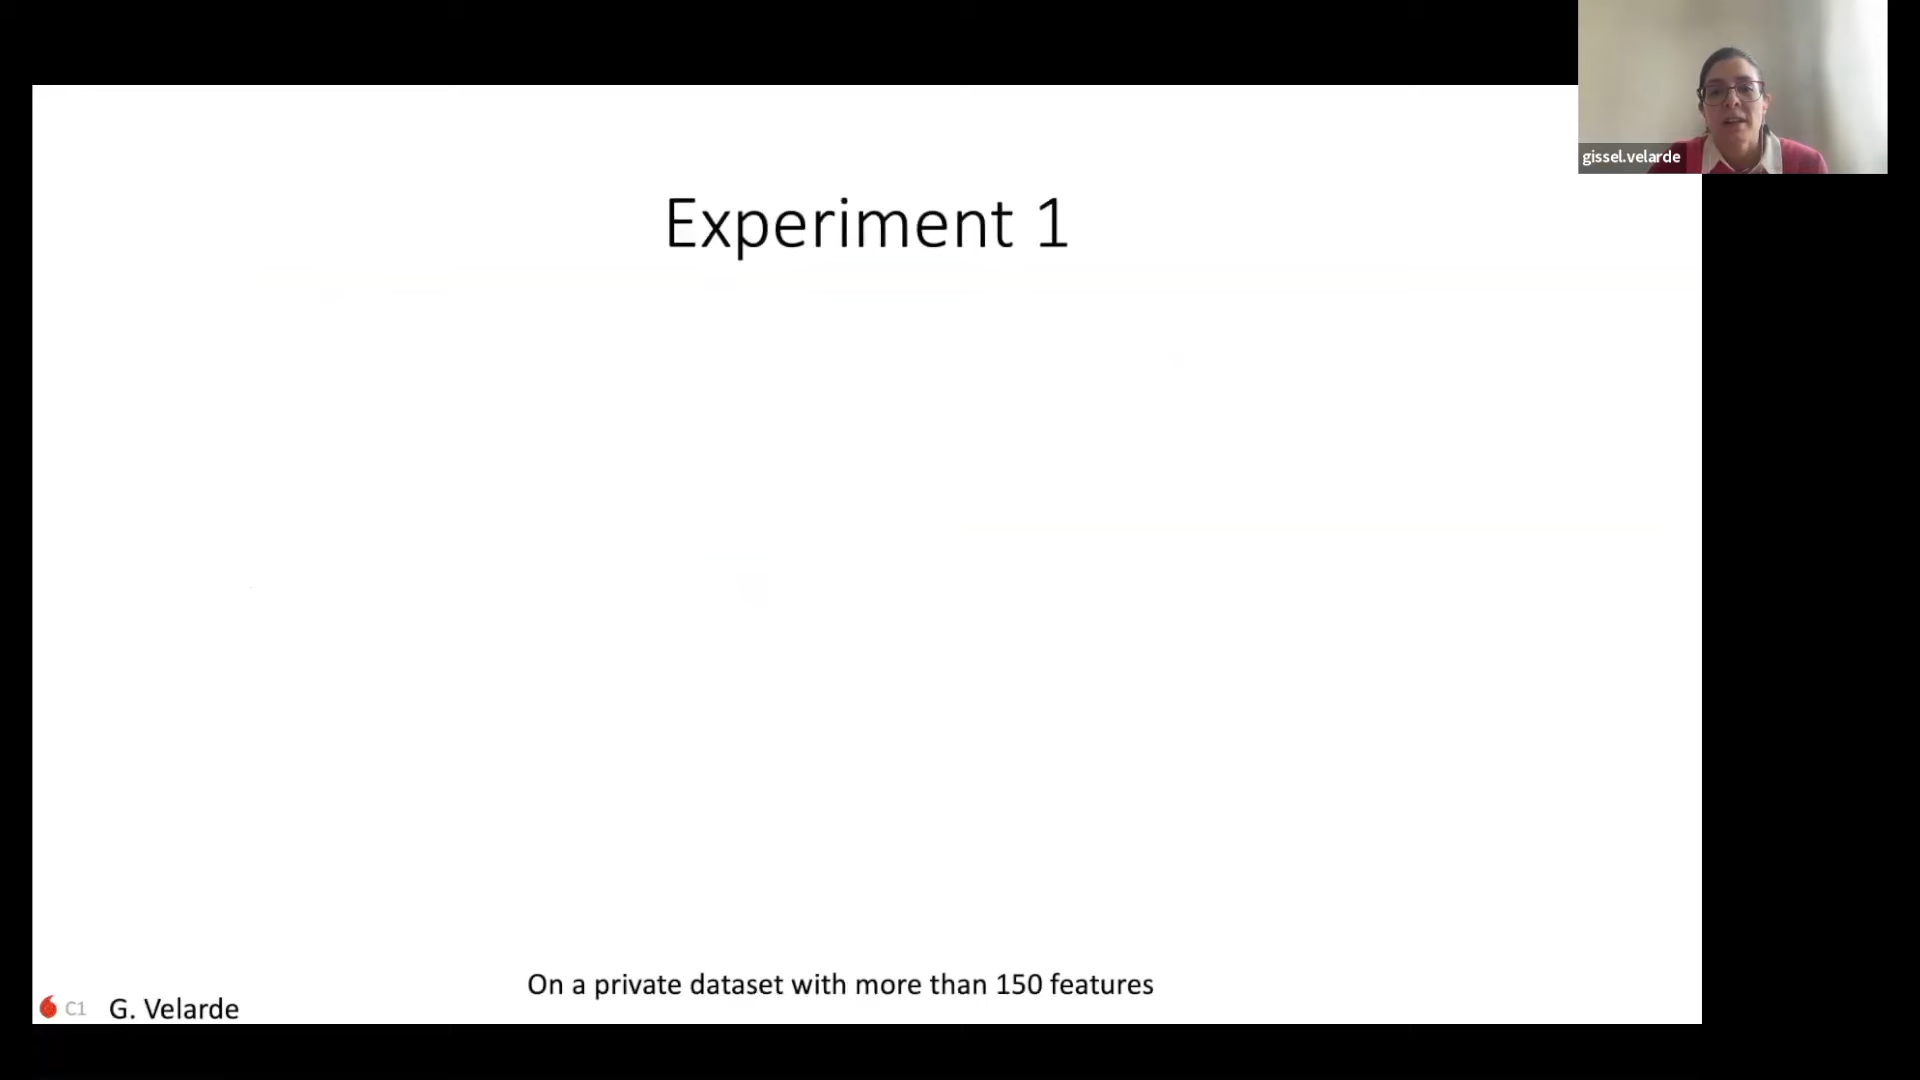 gissel.velarde
Experiment 1
On a private dataset with more than 150 features
C1
G. Velarde